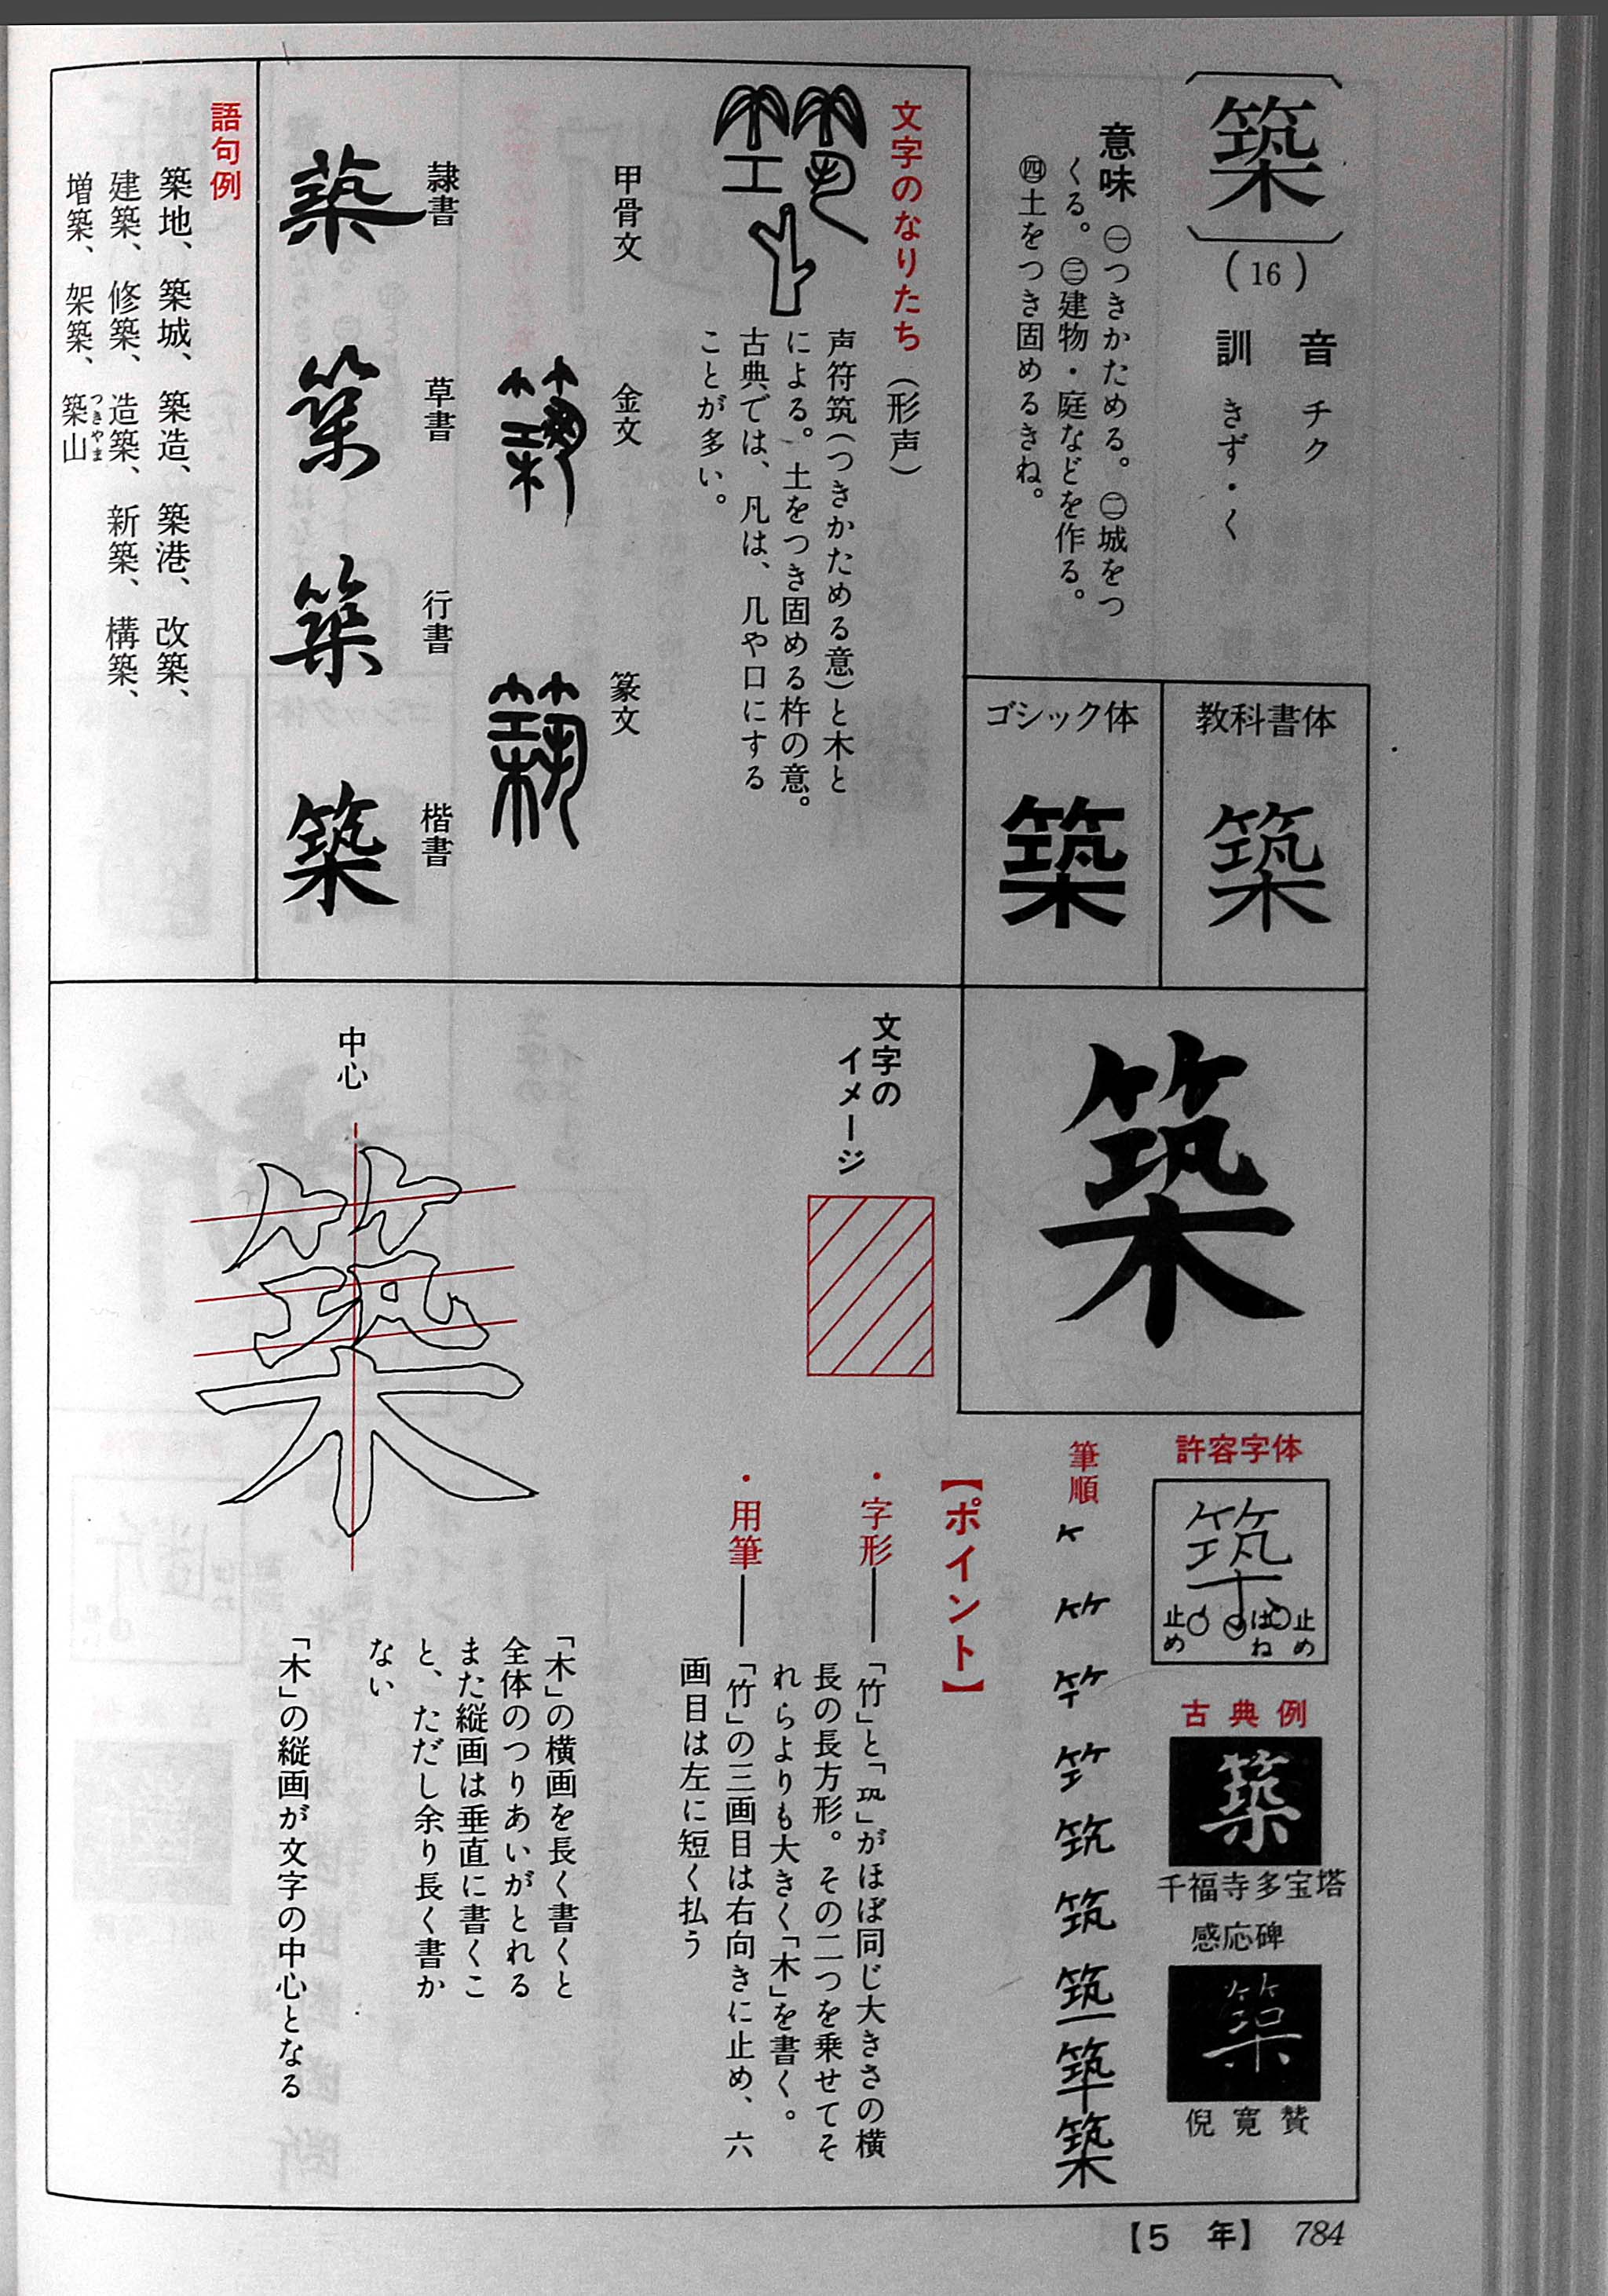 築
(16)
音 チク
訓 きず・く
意味 ㊀つきかためる。㊁城をつ
くる。㊂建物・庭などを作る。
㊃土をつき固めるきね。
教科書体
築
ゴシック体
築
文字のなりたち (形声)
声符筑(つきかためる意)と木と
による。土をつき固める杵の意。
古典では、凡は、几や口にする
ことが多い。
甲骨文 金文 篆文
隷書 草書 行書 楷書
築 築 築 築
語句例
築地、築城、築造、築港、改築、
建築、修築、造築、新築、構築、
増築、架築、築山
つきやま
築
許容字体
築
止め はね 止め
古典例
築
千福寺多宝塔
感応碑
築
倪寛賛
筆順
築
文字の
イメージ
【ポイント】
・字形――「竹」と「巩」がほぼ同じ大きさの横
長の長方形。その二つを乗せてそ
れらよりも大きく「木」を書く。
・用筆――「竹」の三画目は右向きに止め、六
画目は左に短く払う
「木」の横画を長く書くと
全体のつりあいがとれる
また縦画は垂直に書くこ
と、ただし余り長く書か
ない
「木」の縦画が文字の中心となる
中心
築
【5 年】 784